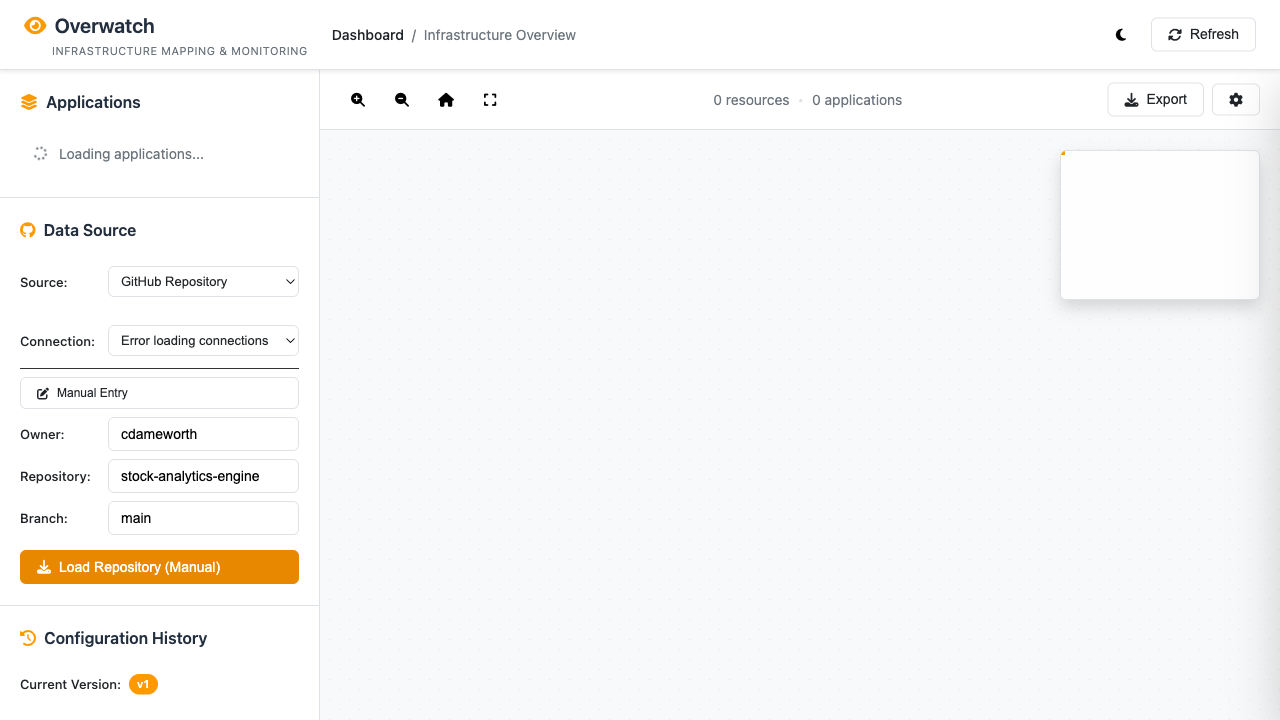 Overwatch
INFRASTRUCTURE MAPPING & MONITORING
Dashboard / Infrastructure Overview
Refresh
Applications
Loading applications...
0 resources • 0 applications
Export
Data Source
Source: GitHub Repository
Connection: Error loading connections
Manual Entry
Owner: cdameworth
Repository: stock-analytics-engine
Branch: main
Load Repository (Manual)
Configuration History
Current Version: v1